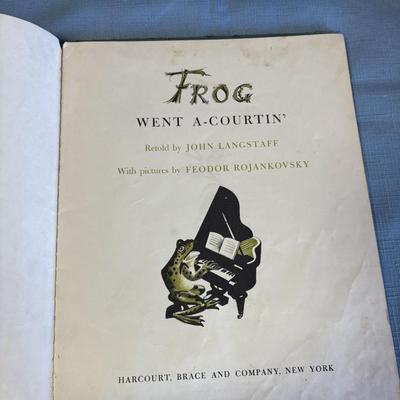 FROG
WENT A-COURTIN'
Retold by JOHN LANGSTAFF
With pictures by FEODOR ROJANKOVSKY
HARCOURT, BRACE AND COMPANY, NEW YORK